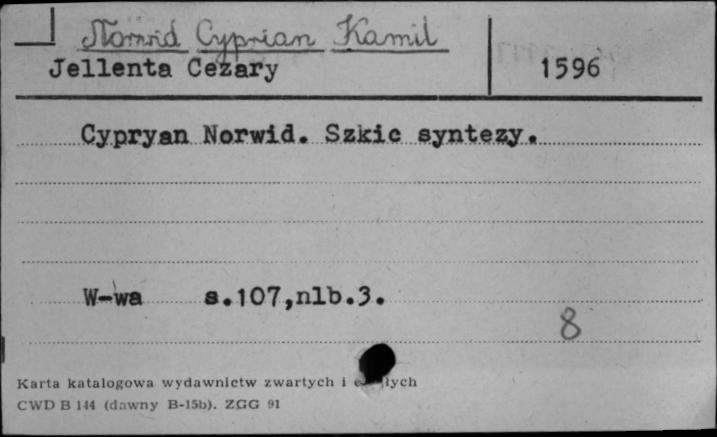 Norwid Cyprian Kamil
Jellenta Cezary
1596
Cypryan Norwid. Szkic syntezy.
W-wa s.107,nlb.3.
8
Karta katalogowa wydawnictw zwartych i
CWD B 144 (dawny B-15b). ZGG 91